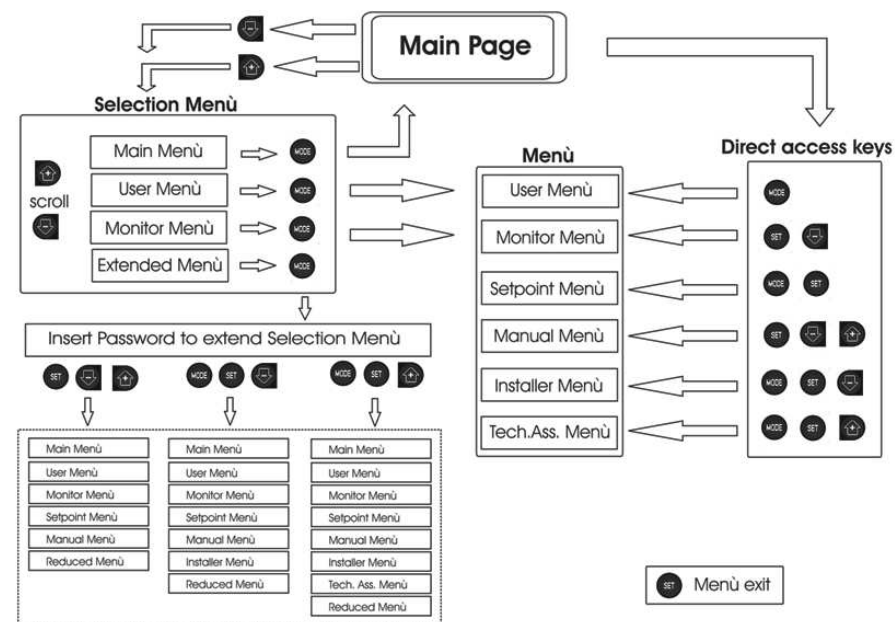 Main Page
Selection Menù
Main Menù
MODE
User Menù
MODE
scroll
Monitor Menù
MODE
Extended Menù
MODE
Insert Password to extend Selection Menù
SET
MODE SET
MODE SET
Main Menù
User Menù
Monitor Menù
Setpoint Menù
Manual Menù
Reduced Menù
Main Menù
User Menù
Monitor Menù
Setpoint Menù
Manual Menù
Installer Menù
Reduced Menù
Main Menù
User Menù
Monitor Menù
Setpoint Menù
Manual Menù
Installer Menù
Tech. Ass. Menù
Reduced Menù
Menù
User Menù
Monitor Menù
Setpoint Menù
Manual Menù
Installer Menù
Tech.Ass. Menù
Direct access keys
MODE
SET
MODE SET
SET
MODE SET
MODE SET
SET Menù exit